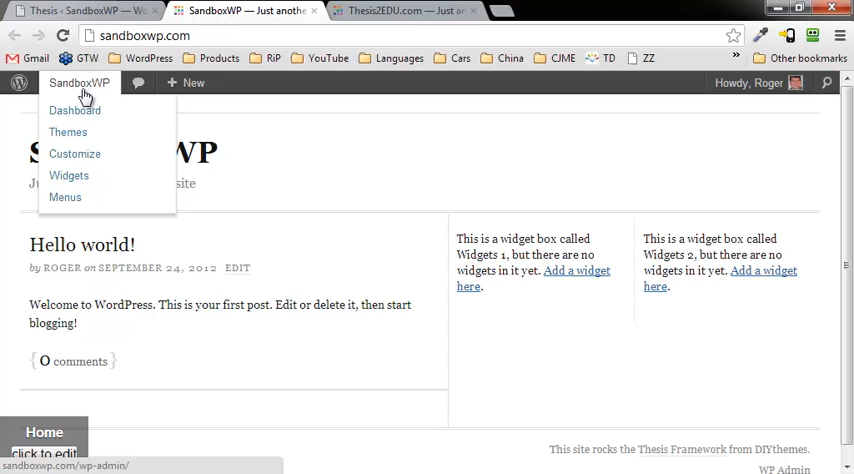 Thesis ‹ SandboxWP — Wo
SandboxWP — Just anothe
Thesis2EDU.com — Just an
sandboxwp.com
Gmail GTW WordPress Products RiP YouTube Languages Cars China CJME TD ZZ » Other bookmarks
SandboxWP + New Howdy, Roger
Dashboard
Themes
Customize
Widgets
Menus
WP
site
Hello world!
by ROGER on SEPTEMBER 24, 2012 EDIT
Welcome to WordPress. This is your first post. Edit or delete it, then start
blogging!
{ 0 comments }
This is a widget box called
Widgets 1, but there are no
widgets in it yet. Add a widget
here.
This is a widget box called
Widgets 2, but there are no
widgets in it yet. Add a widget
here.
Home
click to edit
sandboxwp.com/wp-admin/
This site rocks the Thesis Framework from DIYthemes.
WP Admin